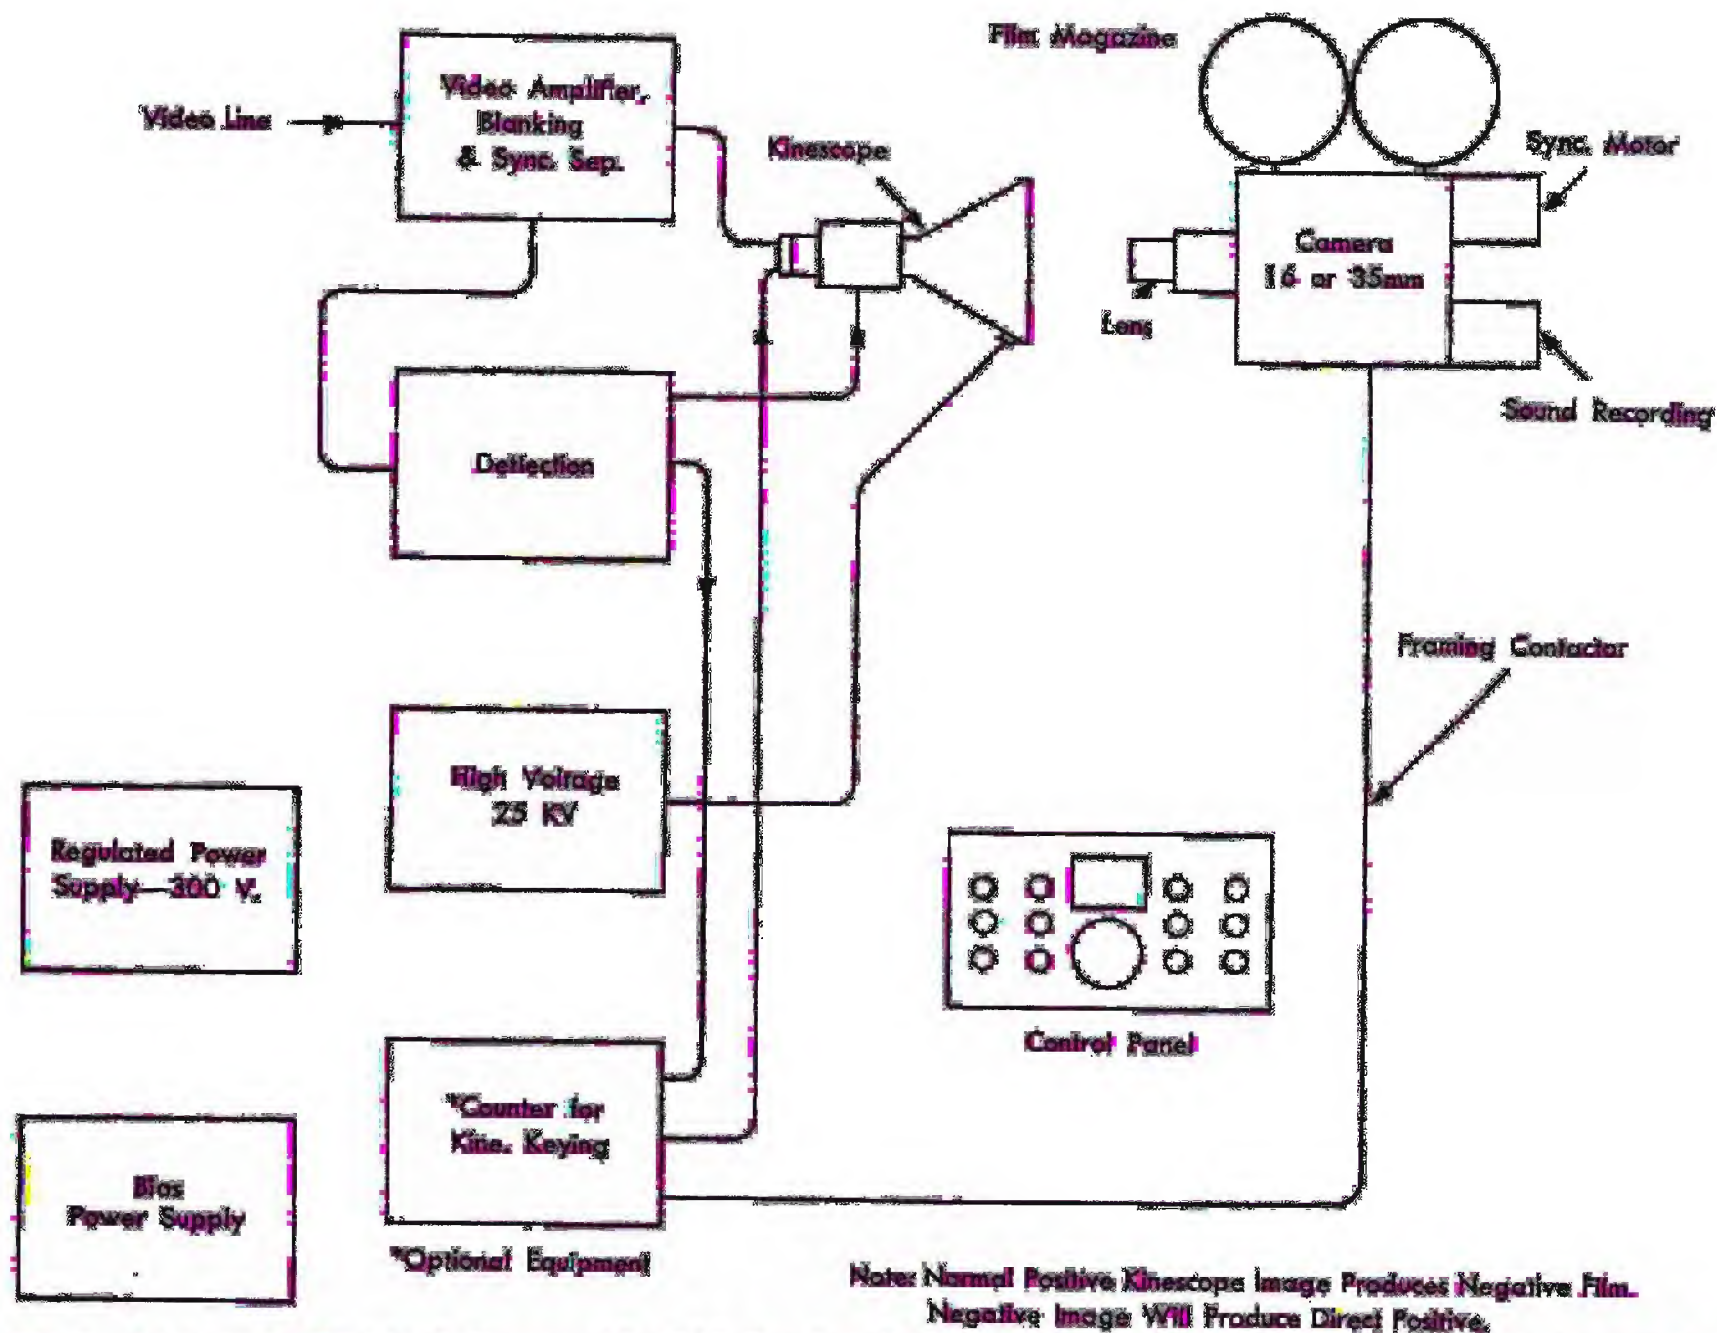 Film Magazine
Video Line
Video Amplifier,
Blanking
& Sync. Sep.
Kinescope
Sync. Motor
Camera
16 or 35mm
Lens
Sound Recording
Deflection
Framing Contactor
High Voltage
25 KV
Regulated Power
Supply—300 V.
Control Panel
*Counter for
Kine. Keying
Bias
Power Supply
*Optional Equipment
Note: Normal Positive Kinescope Image Produces Negative Film.
Negative Image Will Produce Direct Positive.